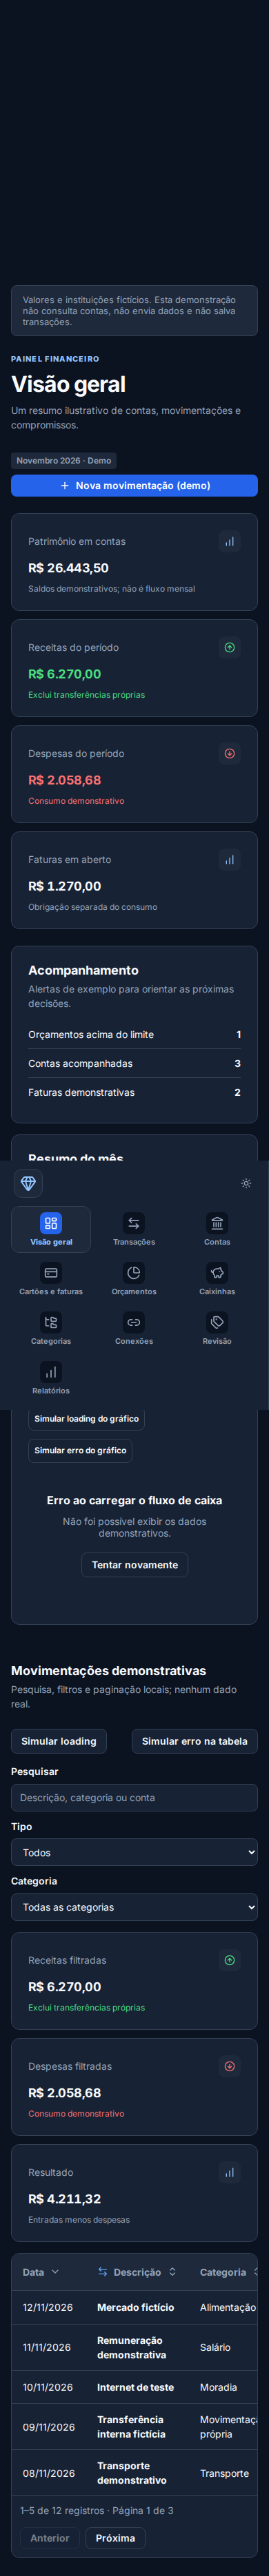 Valores e instituições fictícios. Esta demonstração
não consulta contas, não envia dados e não salva
transações.
PAINEL FINANCEIRO
Visão geral
Um resumo ilustrativo de contas, movimentações e
compromissos.
Novembro 2026 · Demo
Nova movimentação (demo)
Patrimônio em contas
R$ 26.443,50
Saldos demonstrativos; não é fluxo mensal
Receitas do período
R$ 6.270,00
Exclui transferências próprias
Despesas do período
R$ 2.058,68
Consumo demonstrativo
Faturas em aberto
R$ 1.270,00
Obrigação separada do consumo
Acompanhamento
Alertas de exemplo para orientar as próximas
decisões.
Orçamentos acima do limite 1
Contas acompanhadas 3
Faturas demonstrativas 2
Resumo do mês
Visão geral Transações Contas
Cartões e faturas Orçamentos Caixinhas
Categorias Conexões Revisão
Relatórios
Simular loading do gráfico
Simular erro do gráfico
Erro ao carregar o fluxo de caixa
Não foi possível exibir os dados
demonstrativos.
Tentar novamente
Movimentações demonstrativas
Pesquisa, filtros e paginação locais; nenhum dado
real.
Simular loading Simular erro na tabela
Pesquisar
Descrição, categoria ou conta
Tipo
Todos
Categoria
Todas as categorias
Receitas filtradas
R$ 6.270,00
Exclui transferências próprias
Despesas filtradas
R$ 2.058,68
Consumo demonstrativo
Resultado
R$ 4.211,32
Entradas menos despesas
Data Descrição Categoria
12/11/2026 Mercado fictício Alimentação
11/11/2026 Remuneração
demonstrativa Salário
10/11/2026 Internet de teste Moradia
09/11/2026 Transferência
interna fictícia Movimentaç
própria
08/11/2026 Transporte
demonstrativo Transporte
1–5 de 12 registros · Página 1 de 3
Anterior Próxima